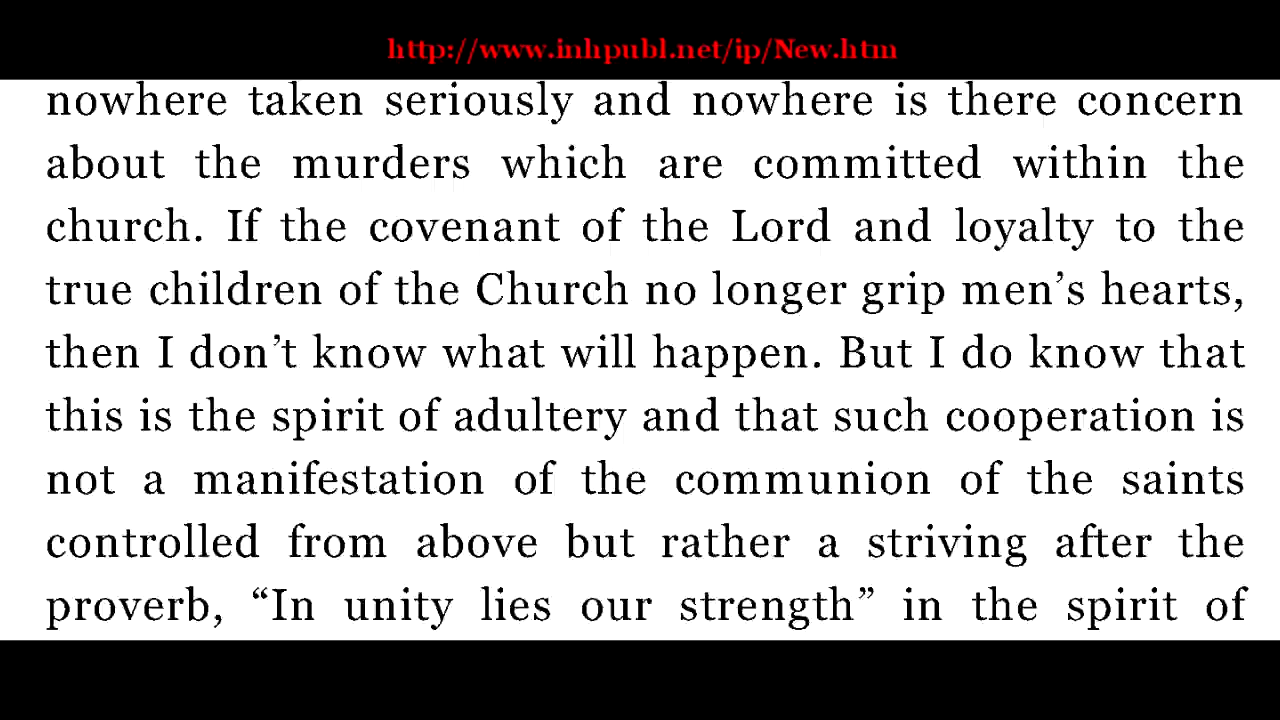 http://www.inhpubl.net/ip/New.htm
nowhere taken seriously and nowhere is there concern
about the murders which are committed within the
church. If the covenant of the Lord and loyalty to the
true children of the Church no longer grip men’s hearts,
then I don’t know what will happen. But I do know that
this is the spirit of adultery and that such cooperation is
not a manifestation of the communion of the saints
controlled from above but rather a striving after the
proverb, “In unity lies our strength” in the spirit of